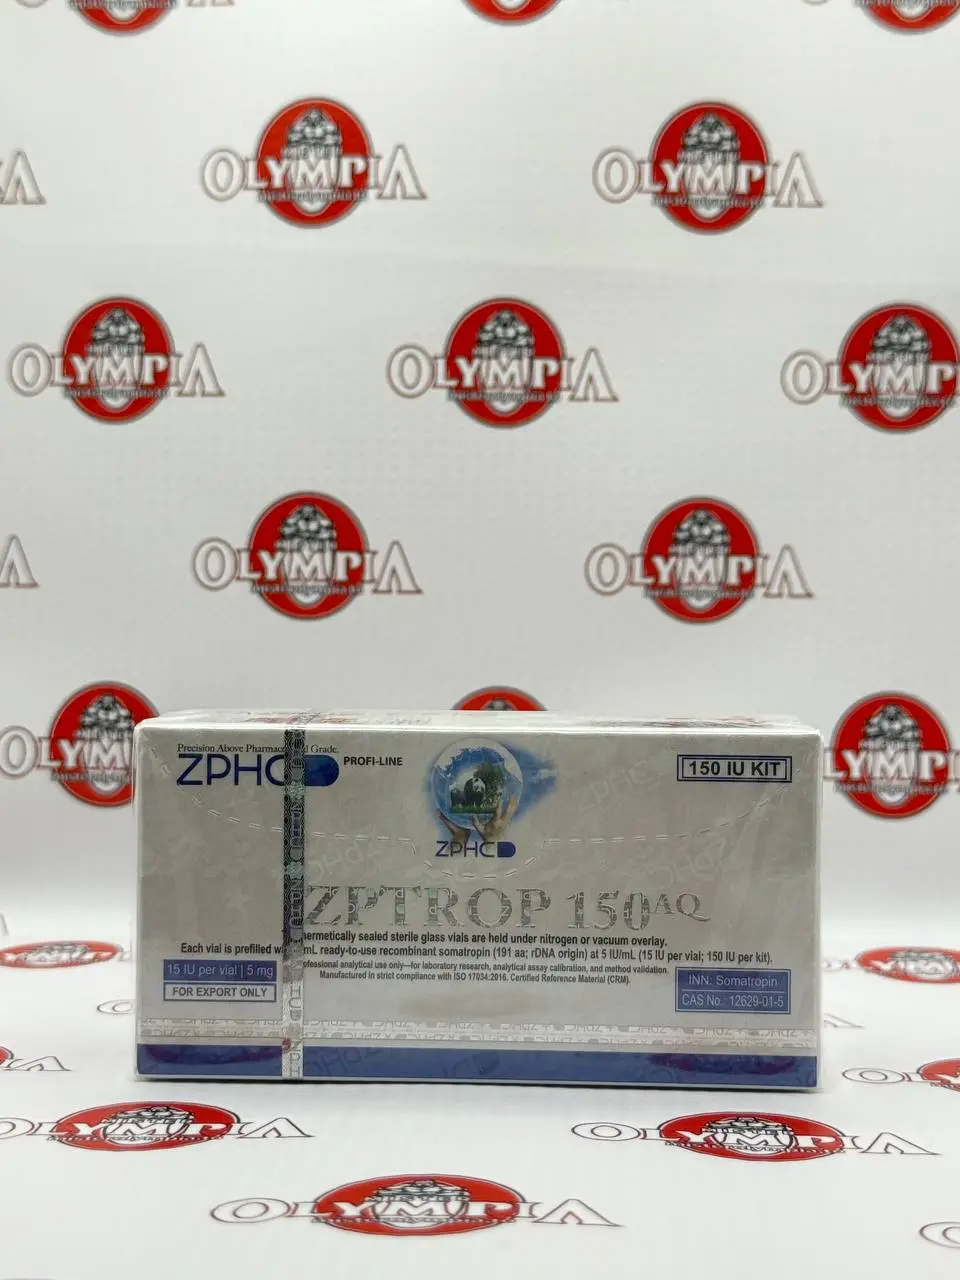 OLYMPIA
OLYMPIA
OLYMPIA
OLYMPIA
OLYMPIA
OLYMPIA
OLYMPIA
Precision Above Pharmac l Grade.
ZPHC PROFI-LINE
150 IU KIT
ZPHC
ZPTROP 150 AQ
hermetically sealed sterile glass vials are held under nitrogen or vacuum overlay.
Each vial is prefilled w mL ready-to-use recombinant somatropin (191 aa; rDNA origin) at 5 IU/mL (15 IU per vial; 150 IU per kit).
15 IU per vial | 5 mg
ofessional analytical use only—for laboratory research, analytical assay calibration, and method validation.
Manufactured in strict compliance with ISO 17034:2016. Certified Reference Material (CRM).
FOR EXPORT ONLY
INN: Somatropin
CAS No.: 12629-01-5
OLYMPIA
OLYMPIA
OLYMPIA